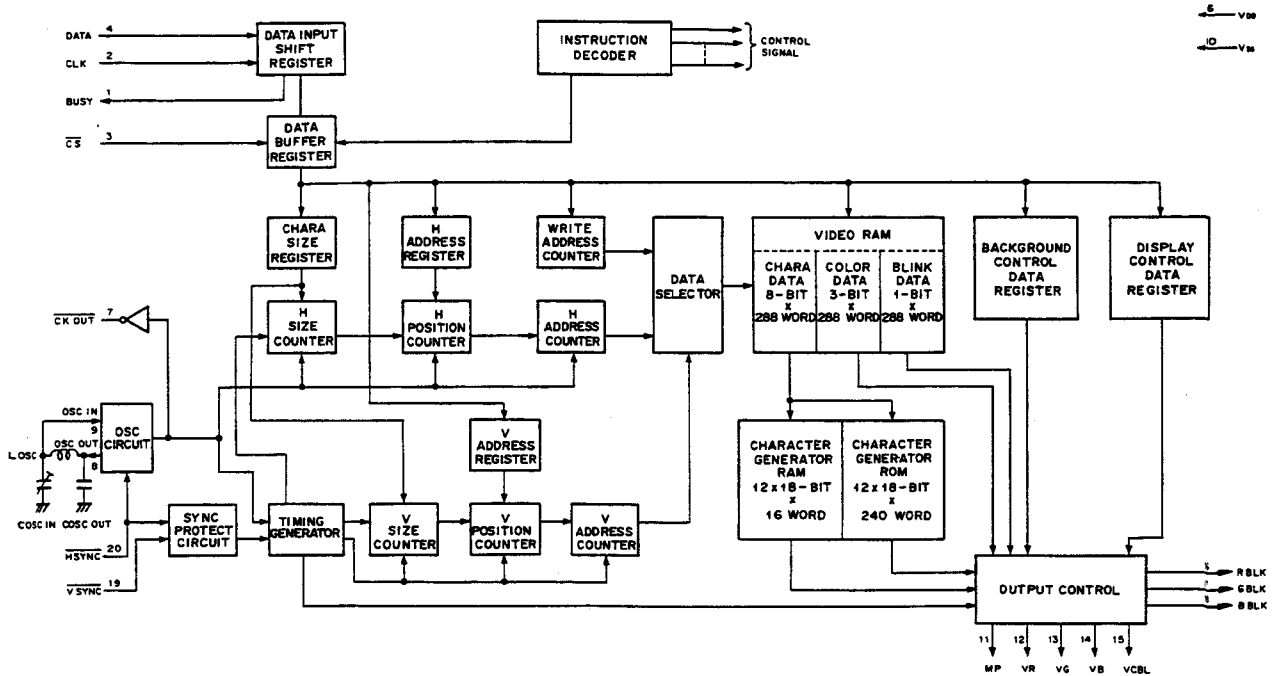 DATA 4
CLK 2
BUSY 1
CS 3
DATA INPUT
SHIFT
REGISTER
DATA
BUFFER
REGISTER
INSTRUCTION
DECODER
CONTROL
SIGNAL
VDD
10
CHARA
SIZE
REGISTER
H
ADDRESS
REGISTER
WRITE
ADDRESS
COUNTER
DATA
SELECTOR
VIDEO RAM
CHARA
DATA
8-BIT
x
288 WORD
COLOR
DATA
3-BIT
x
288 WORD
BLINK
DATA
1-BIT
x
288 WORD
BACKGROUND
CONTROL
DATA
REGISTER
DISPLAY
CONTROL
DATA
REGISTER
CK OUT 7
H
SIZE
COUNTER
H
POSITION
COUNTER
H
ADDRESS
COUNTER
OSC IN
9
OSC OUT
8
LOSC
OSC
CIRCUIT
COSC IN COSC OUT
HSYNC 20
VSYNC 19
SYNC
PROTECT
CIRCUIT
TIMING
GENERATOR
V
SIZE
COUNTER
V
ADDRESS
REGISTER
V
POSITION
COUNTER
V
ADDRESS
COUNTER
CHARACTER
GENERATOR
RAM
12x18-BIT
x
16 WORD
CHARACTER
GENERATOR
ROM
12x18-BIT
x
240 WORD
OUTPUT CONTROL
RBLK
GBLK
BBLK
11 12 13 14 15
MP VR VG VB VCBL